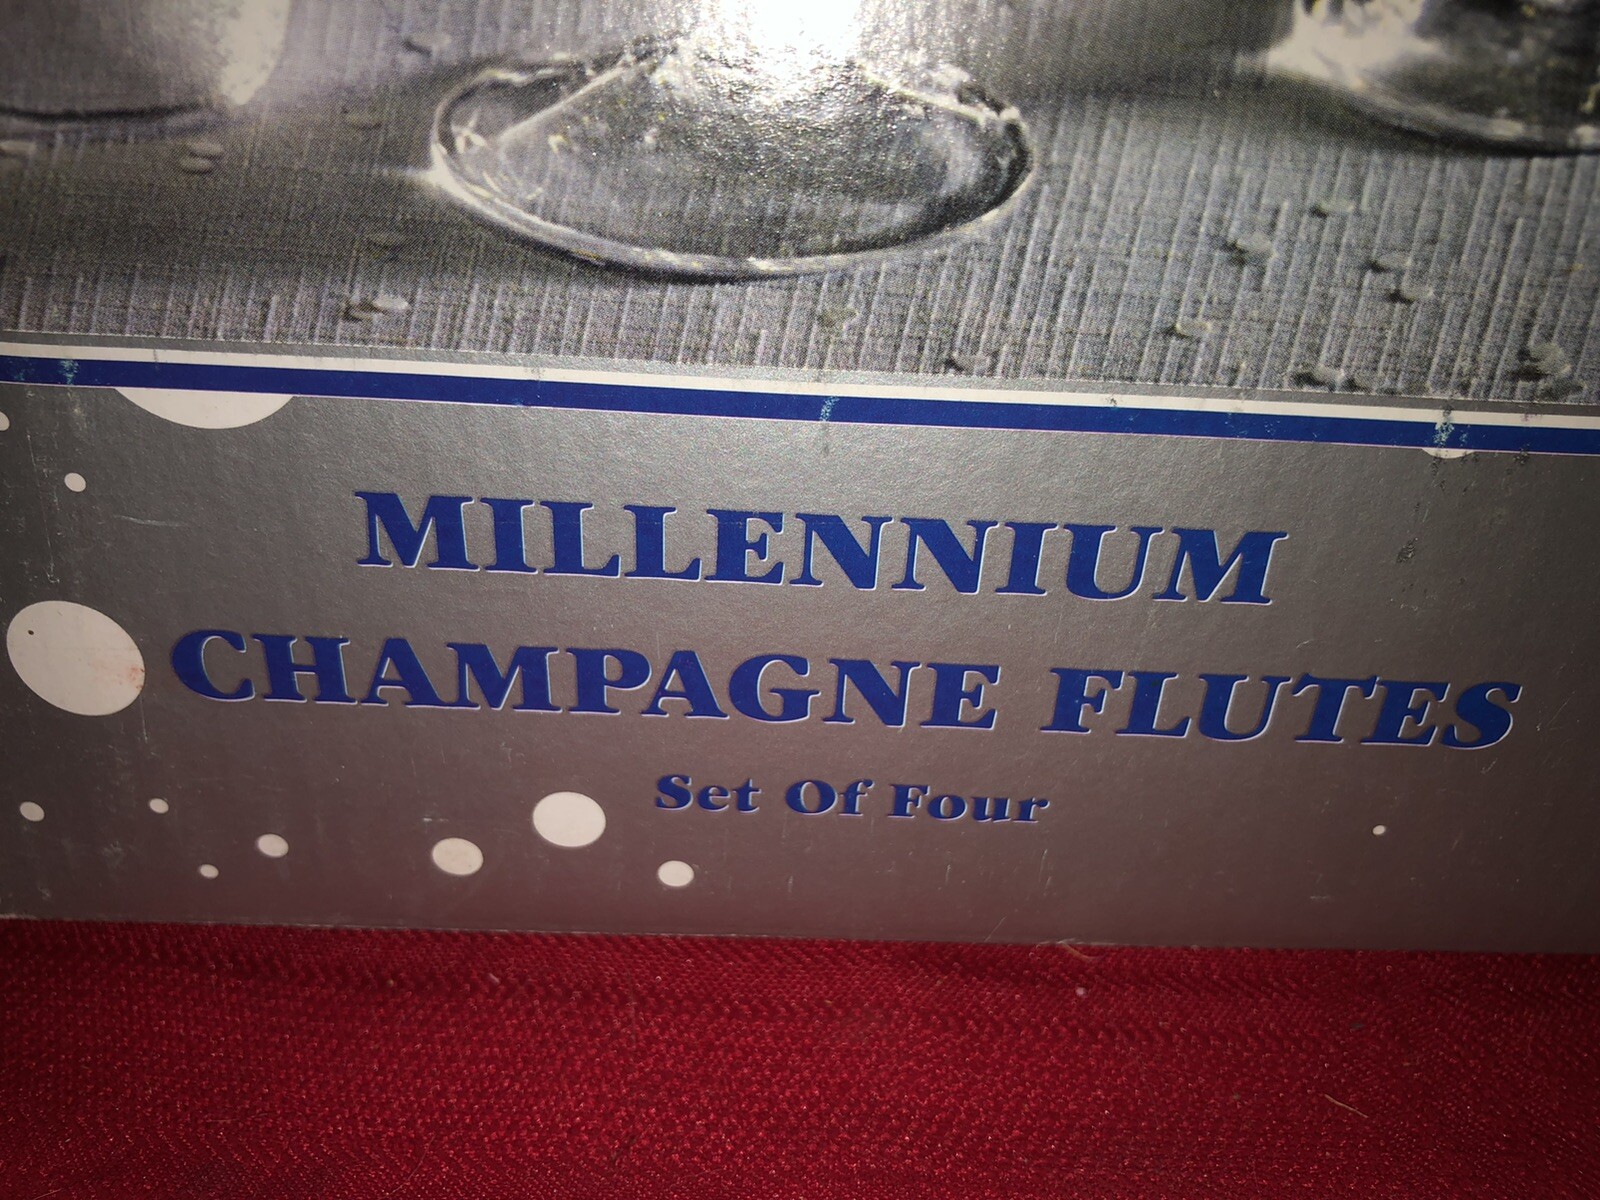 MILLENNIUM
CHAMPAGNE FLUTES
Set Of Four